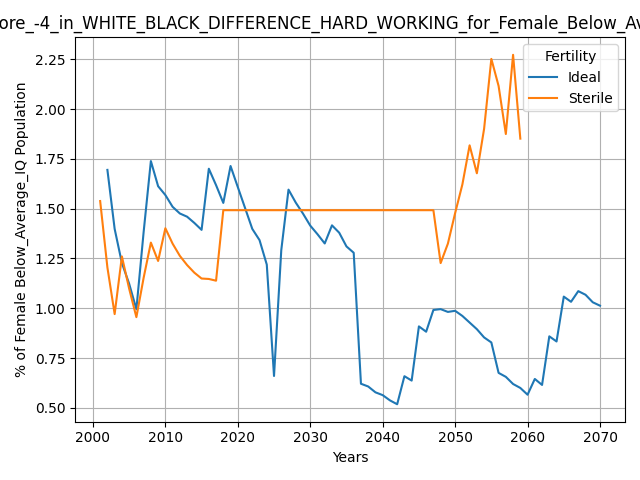 ore_-4_in_WHITE_BLACK_DIFFERENCE_HARD_WORKING_for_Female_Below_Av
% of Female Below_Average_IQ Population
2.25
2.00
1.75
1.50
1.25
1.00
0.75
0.50
Fertility
Ideal
Sterile
2000 2010 2020 2030 2040 2050 2060 2070
Years